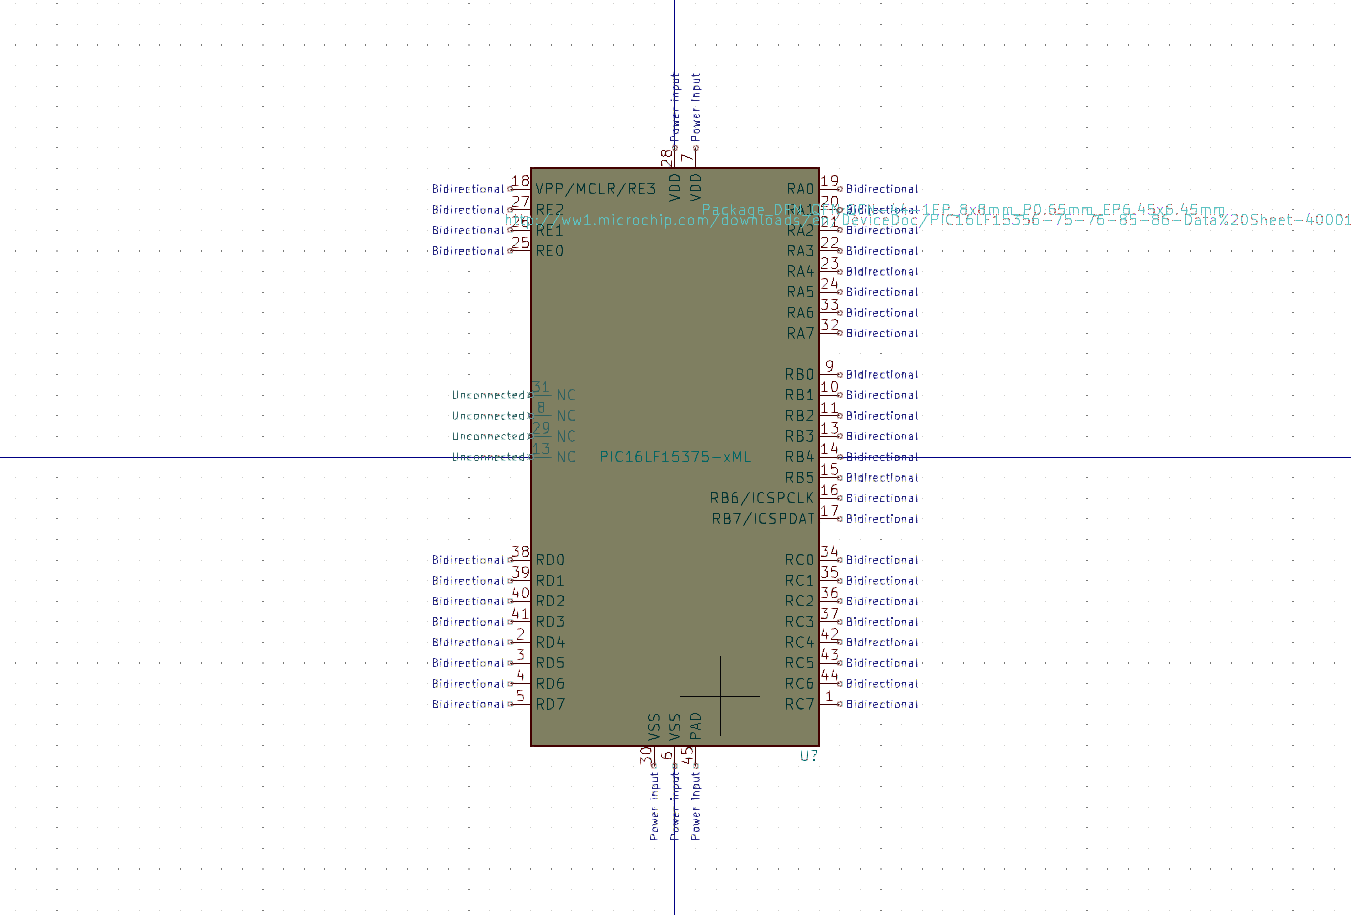 Power input
Power Input
28
7
VDD
VDD
Bidirectional 18 VPP/MCLR/RE3 RA0 19 Bidirectional
Bidirectional 27 RE2 RA1 20 Bidirectional
http://ww1.microchip.com/downloads/en/DeviceDoc/PIC16LF15356-75-76-85-86-Data%20Sheet-40001
Bidirectional 26 RE1 RA2 21 Bidirectional
Bidirectional 25 RE0 RA3 22 Bidirectional
RA4 23 Bidirectional
RA5 24 Bidirectional
RA6 33 Bidirectional
RA7 32 Bidirectional
RB0 9 Bidirectional
Unconnected 31 NC RB1 10 Bidirectional
Unconnected 8 NC RB2 11 Bidirectional
Unconnected 29 NC RB3 13 Bidirectional
Unconnected 13 NC PIC16LF15375-xML RB4 14 Bidirectional
RB5 15 Bidirectional
RB6/ICSPCLK 16 Bidirectional
RB7/ICSPDAT 17 Bidirectional
Bidirectional 38 RD0 RC0 34 Bidirectional
Bidirectional 39 RD1 RC1 35 Bidirectional
Bidirectional 40 RD2 RC2 36 Bidirectional
Bidirectional 41 RD3 RC3 37 Bidirectional
Bidirectional 2 RD4 RC4 42 Bidirectional
Bidirectional 3 RD5 RC5 43 Bidirectional
Bidirectional 4 RD6 RC6 44 Bidirectional
Bidirectional 5 RD7 RC7 1 Bidirectional
VSS
VSS
PAD
30
6
45
U?
Power input
Power input
Power Input